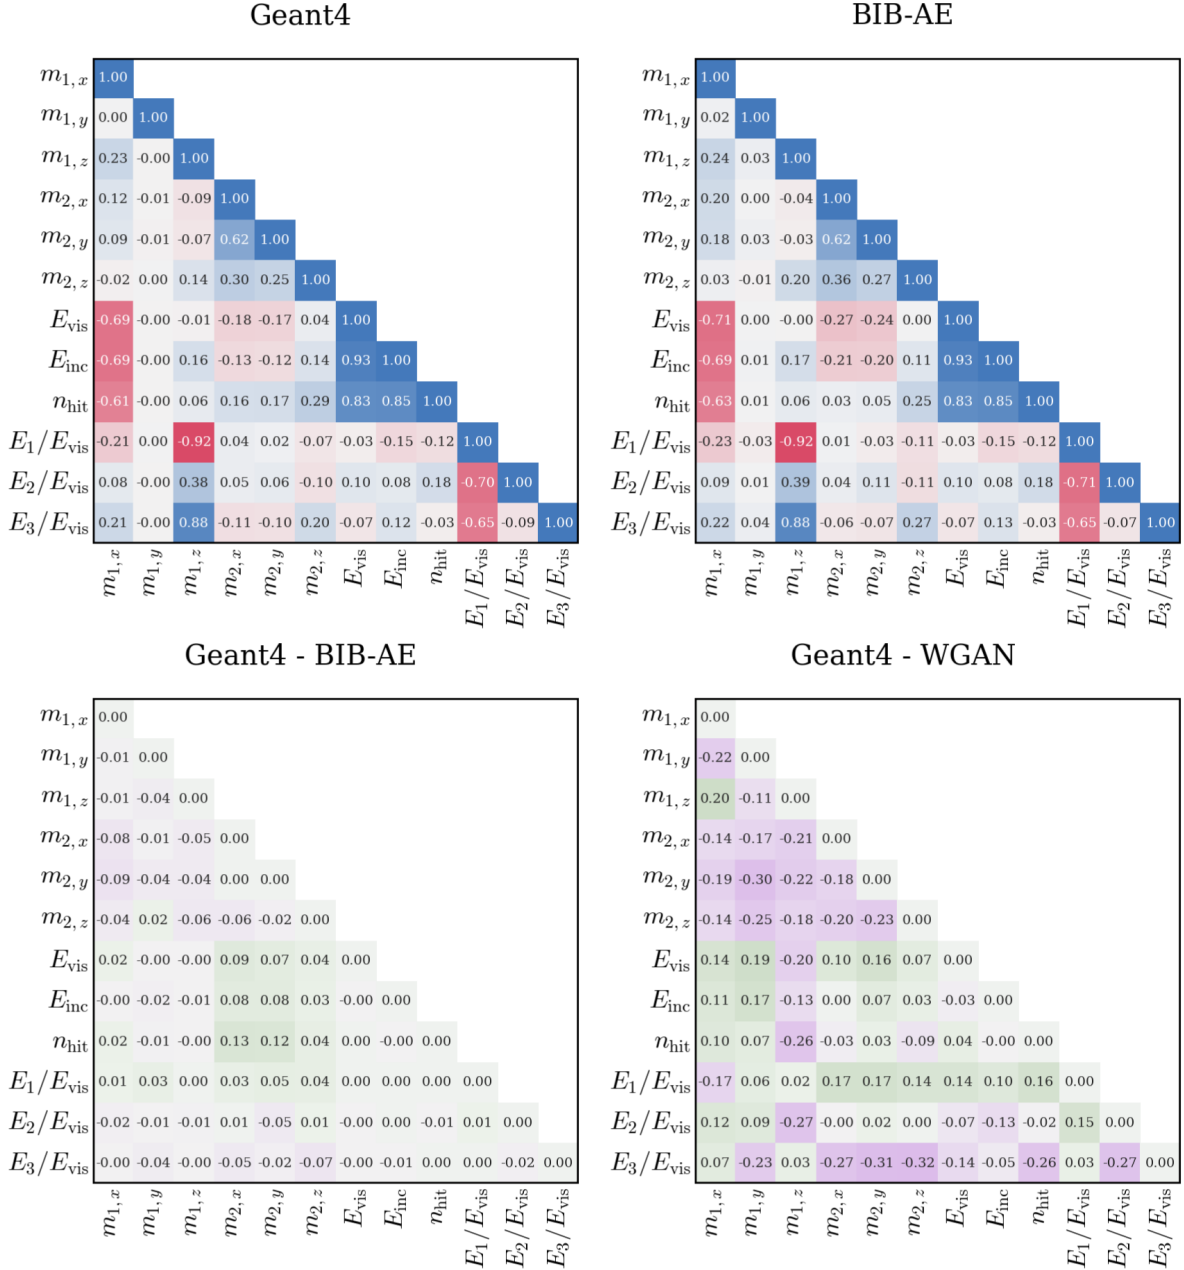 Geant4
m1,x 1.00
m1,y 0.00 1.00
m1,z 0.23 -0.00 1.00
m2,x 0.12 -0.01 -0.09 1.00
m2,y 0.09 -0.01 -0.07 0.62 1.00
m2,z -0.02 0.00 0.14 0.30 0.25 1.00
Evis -0.69 -0.00 -0.01 -0.18 -0.17 0.04 1.00
Einc -0.69 -0.00 0.16 -0.13 -0.12 0.14 0.93 1.00
nhit -0.61 -0.00 0.06 0.16 0.17 0.29 0.83 0.85 1.00
E1/Evis -0.21 0.00 -0.92 0.04 0.02 -0.07 -0.03 -0.15 -0.12 1.00
E2/Evis 0.08 -0.00 0.38 0.05 0.06 -0.10 0.10 0.08 0.18 -0.70 1.00
E3/Evis 0.21 -0.00 0.88 -0.11 -0.10 0.20 -0.07 0.12 -0.03 -0.65 -0.09 1.00
m1,x m1,y m1,z m2,x m2,y m2,z Evis Einc nhit E1/Evis E2/Evis E3/Evis
BIB-AE
m1,x 1.00
m1,y 0.02 1.00
m1,z 0.24 0.03 1.00
m2,x 0.20 0.00 -0.04 1.00
m2,y 0.18 0.03 -0.03 0.62 1.00
m2,z 0.03 -0.01 0.20 0.36 0.27 1.00
Evis -0.71 0.00 -0.00 -0.27 -0.24 0.00 1.00
Einc -0.69 0.01 0.17 -0.21 -0.20 0.11 0.93 1.00
nhit -0.63 0.01 0.06 0.03 0.05 0.25 0.83 0.85 1.00
E1/Evis -0.23 -0.03 -0.92 0.01 -0.03 -0.11 -0.03 -0.15 -0.12 1.00
E2/Evis 0.09 0.01 0.39 0.04 0.11 -0.11 0.10 0.08 0.18 -0.71 1.00
E3/Evis 0.22 0.04 0.88 -0.06 -0.07 0.27 -0.07 0.13 -0.03 -0.65 -0.07 1.00
m1,x m1,y m1,z m2,x m2,y m2,z Evis Einc nhit E1/Evis E2/Evis E3/Evis
Geant4 - BIB-AE
m1,x 0.00
m1,y -0.01 0.00
m1,z -0.01 -0.04 0.00
m2,x -0.08 -0.01 -0.05 0.00
m2,y -0.09 -0.04 -0.04 0.00 0.00
m2,z -0.04 0.02 -0.06 -0.06 -0.02 0.00
Evis 0.02 -0.00 -0.00 0.09 0.07 0.04 0.00
Einc -0.00 -0.02 -0.01 0.08 0.08 0.03 -0.00 0.00
nhit 0.02 -0.01 -0.00 0.13 0.12 0.04 0.00 -0.00 0.00
E1/Evis 0.01 0.03 0.00 0.03 0.05 0.04 0.00 0.00 0.00 0.00
E2/Evis -0.02 -0.01 -0.01 0.01 -0.05 0.01 -0.00 0.00 -0.01 0.01 0.00
E3/Evis -0.00 -0.04 -0.00 -0.05 -0.02 -0.07 -0.00 -0.01 0.00 0.00 -0.02 0.00
m1,x m1,y m1,z m2,x m2,y m2,z Evis Einc nhit E1/Evis E2/Evis E3/Evis
Geant4 - WGAN
m1,x 0.00
m1,y -0.22 0.00
m1,z 0.20 -0.11 0.00
m2,x -0.14 -0.17 -0.21 0.00
m2,y -0.19 -0.30 -0.22 -0.18 0.00
m2,z -0.14 -0.25 -0.18 -0.20 -0.23 0.00
Evis 0.14 0.19 -0.20 0.10 0.16 0.07 0.00
Einc 0.11 0.17 -0.13 0.00 0.07 0.03 -0.03 0.00
nhit 0.10 0.07 -0.26 -0.03 0.03 -0.09 0.04 -0.00 0.00
E1/Evis -0.17 0.06 0.02 0.17 0.17 0.14 0.14 0.10 0.16 0.00
E2/Evis 0.12 0.09 -0.27 -0.00 0.02 0.00 -0.07 -0.13 -0.02 0.15 0.00
E3/Evis 0.07 -0.23 0.03 -0.27 -0.31 -0.32 -0.14 -0.05 -0.26 0.03 -0.27 0.00
m1,x m1,y m1,z m2,x m2,y m2,z Evis Einc nhit E1/Evis E2/Evis E3/Evis